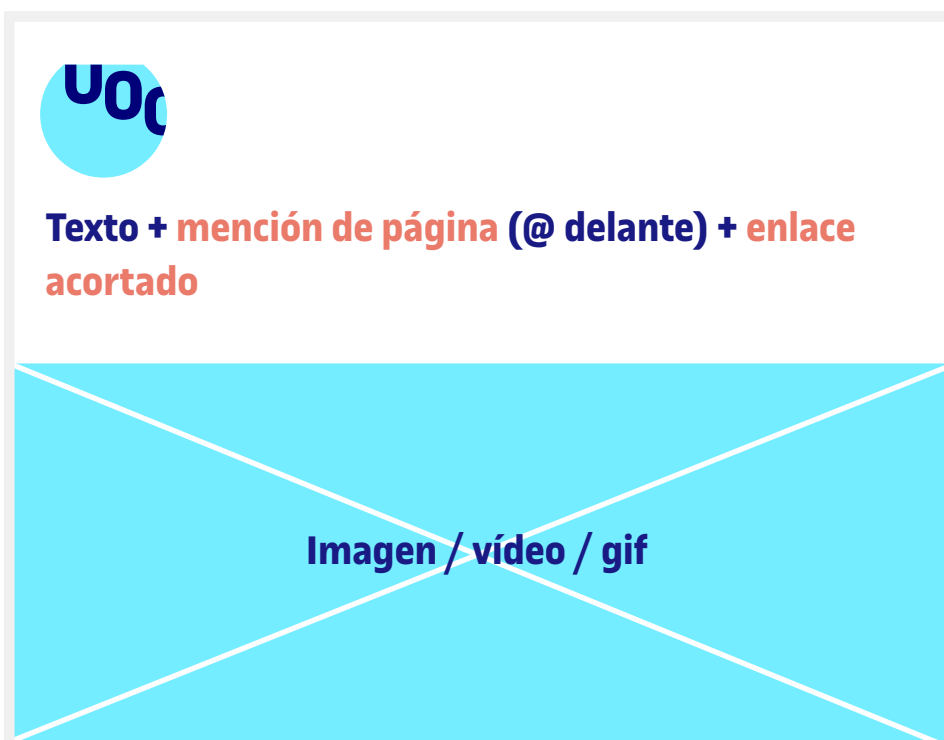 UOC
Texto + mención de página (@ delante) + enlace
acortado
Imagen / vídeo / gif